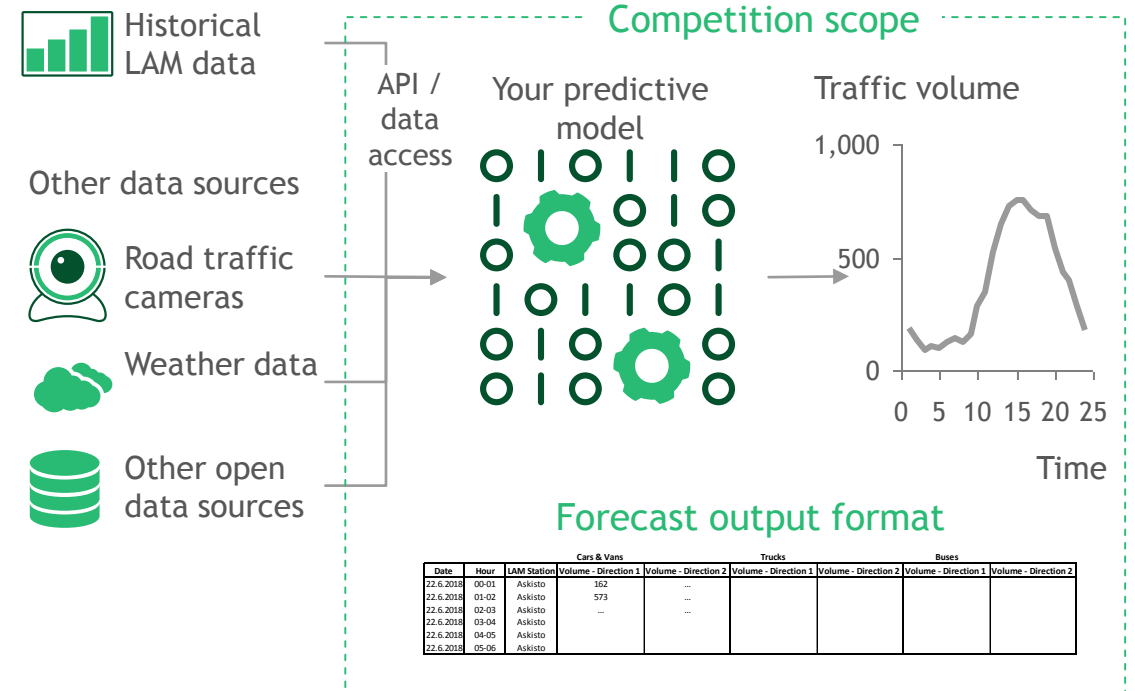 Competition scope
Historical
LAM data
API /
data
access
Your predictive
model
Traffic volume
1,000
500
0
0 5 10 15 20 25
Time
Other data sources
Road traffic
cameras
Weather data
Other open
data sources
Forecast output format
Cars & Vans Trucks Buses
Date Hour LAM Station Volume - Direction 1 Volume - Direction 2 Volume - Direction 1 Volume - Direction 2 Volume - Direction 1 Volume - Direction 2
22.6.2018 00-01 Askisto 162 ...
22.6.2018 01-02 Askisto 573 ...
22.6.2018 02-03 Askisto ... ...
22.6.2018 03-04 Askisto
22.6.2018 04-05 Askisto
22.6.2018 05-06 Askisto